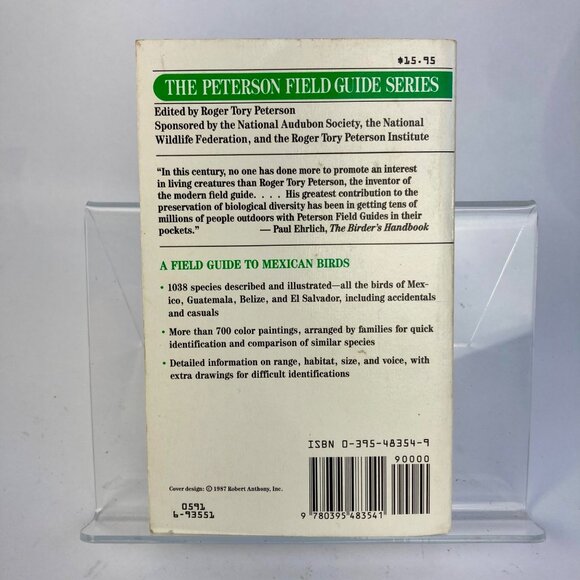 $15.95
THE PETERSON FIELD GUIDE SERIES
Edited by Roger Tory Peterson
Sponsored by the National Audubon Society, the National
Wildlife Federation, and the Roger Tory Peterson Institute
“In this century, no one has done more to promote an interest
in living creatures than Roger Tory Peterson, the inventor of
the modern field guide. . . . His greatest contribution to the
preservation of biological diversity has been in getting tens of
millions of people outdoors with Peterson Field Guides in their
pockets.” — Paul Ehrlich, The Birder's Handbook
A FIELD GUIDE TO MEXICAN BIRDS
• 1038 species described and illustrated—all the birds of Mex-
ico, Guatemala, Belize, and El Salvador, including accidentals
and casuals
• More than 700 color paintings, arranged by families for quick
identification and comparison of similar species
• Detailed information on range, habitat, size, and voice, with
extra drawings for difficult identifications
ISBN 0-395-48354-9
90000
Cover design: © 1987 Robert Anthony, Inc.
0591
6-93551
9 780395 483541